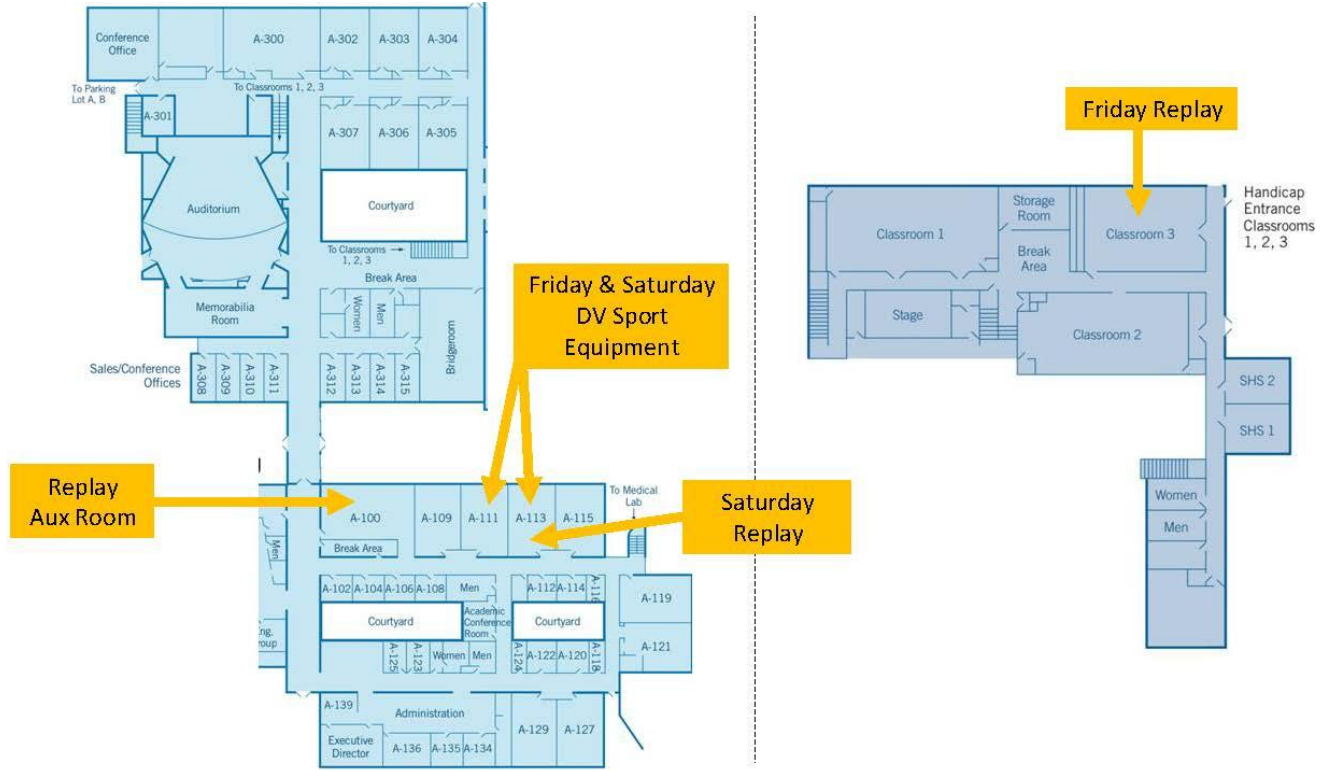 Conference
Office
A-300
A-302
A-303
A-304
To Parking
Lot A, B
To Classrooms 1, 2, 3
A-301
A-307
A-306
A-305
Auditorium
Courtyard
To Classrooms
1, 2, 3
Break Area
Memorabilia
Room
Women
Men
Bridgeroom
Sales/Conference
Offices
A-308
A-309
A-310
A-311
A-312
A-313
A-314
A-315
Friday & Saturday
DV Sport
Equipment
Replay
Aux Room
Saturday
Replay
A-100
A-109
A-111
A-113
A-115
To Medical
Lab
Break Area
Men
A-102
A-104
A-106
A-108
Men
A-112
A-114
A-116
A-119
Courtyard
Academic
Conference
Room
Courtyard
A-121
A-125
A-123
Women
Men
A-124
A-122
A-120
A-118
A-139
Administration
Executive
Director
A-136
A-135
A-134
A-129
A-127
Friday Replay
Handicap
Entrance
Classrooms
1, 2, 3
Classroom 1
Storage
Room
Classroom 3
Break
Area
Stage
Classroom 2
SHS 2
SHS 1
Women
Men